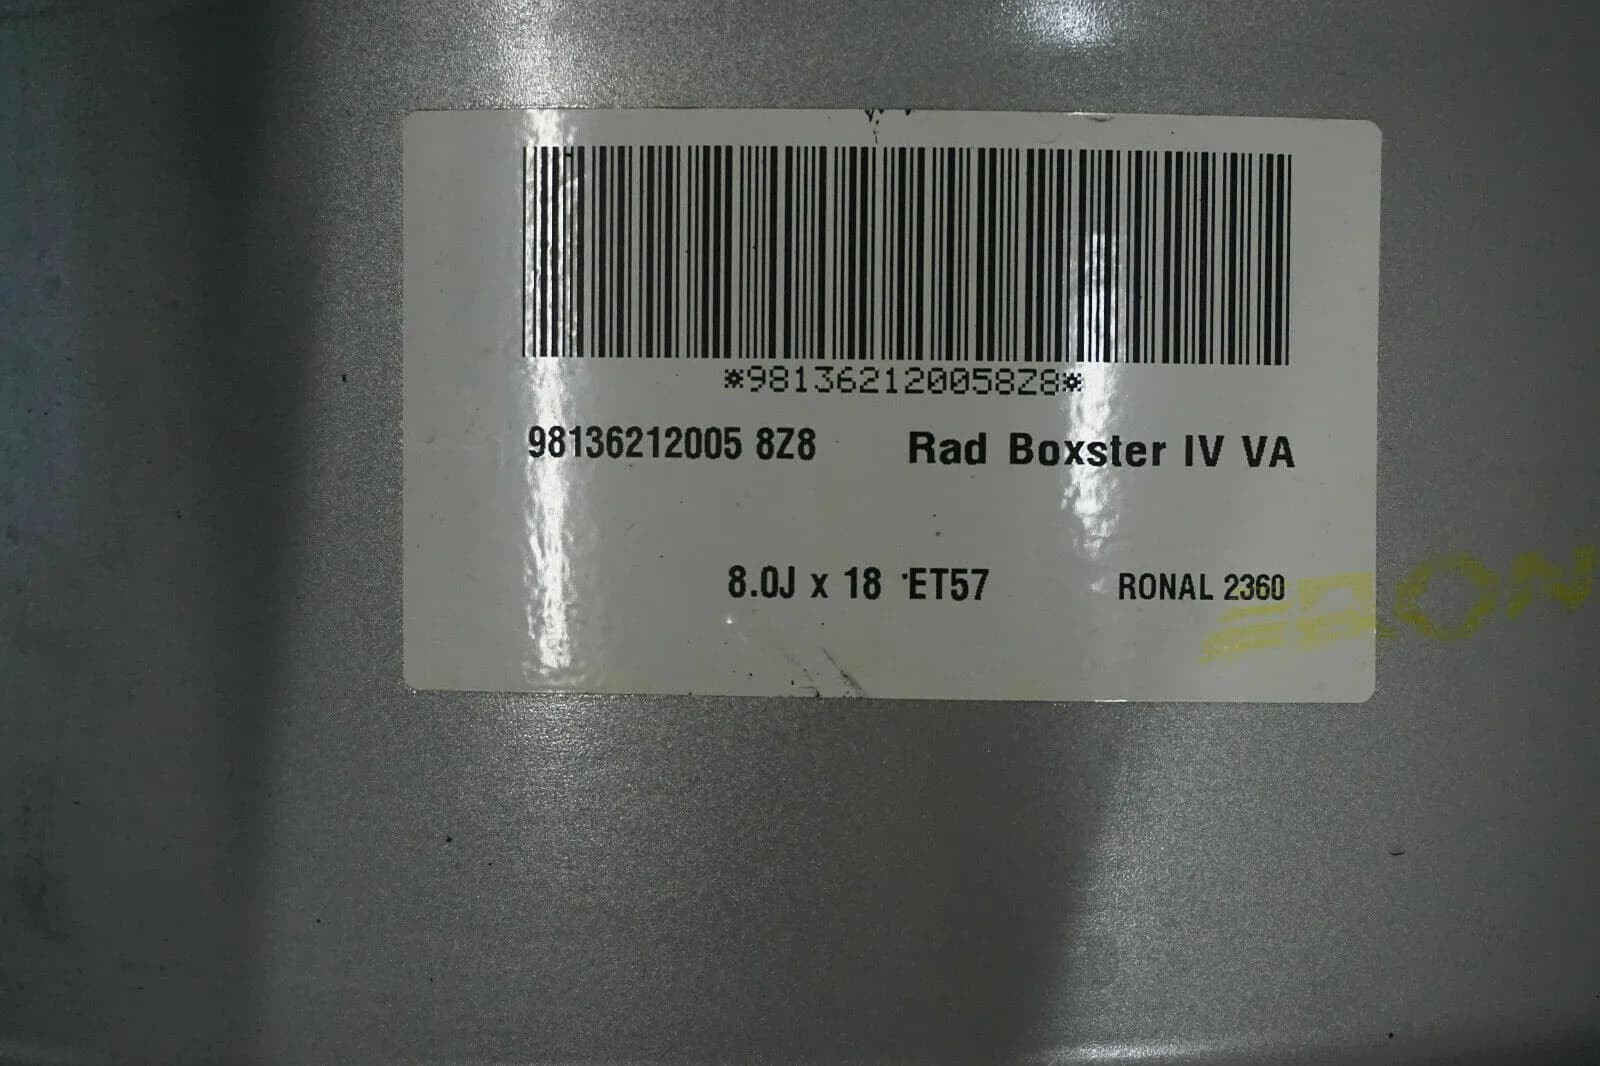 *981362120058Z8*
98136212005 8Z8 Rad Boxster IV VA
8.0J x 18 ET57 RONAL 2360